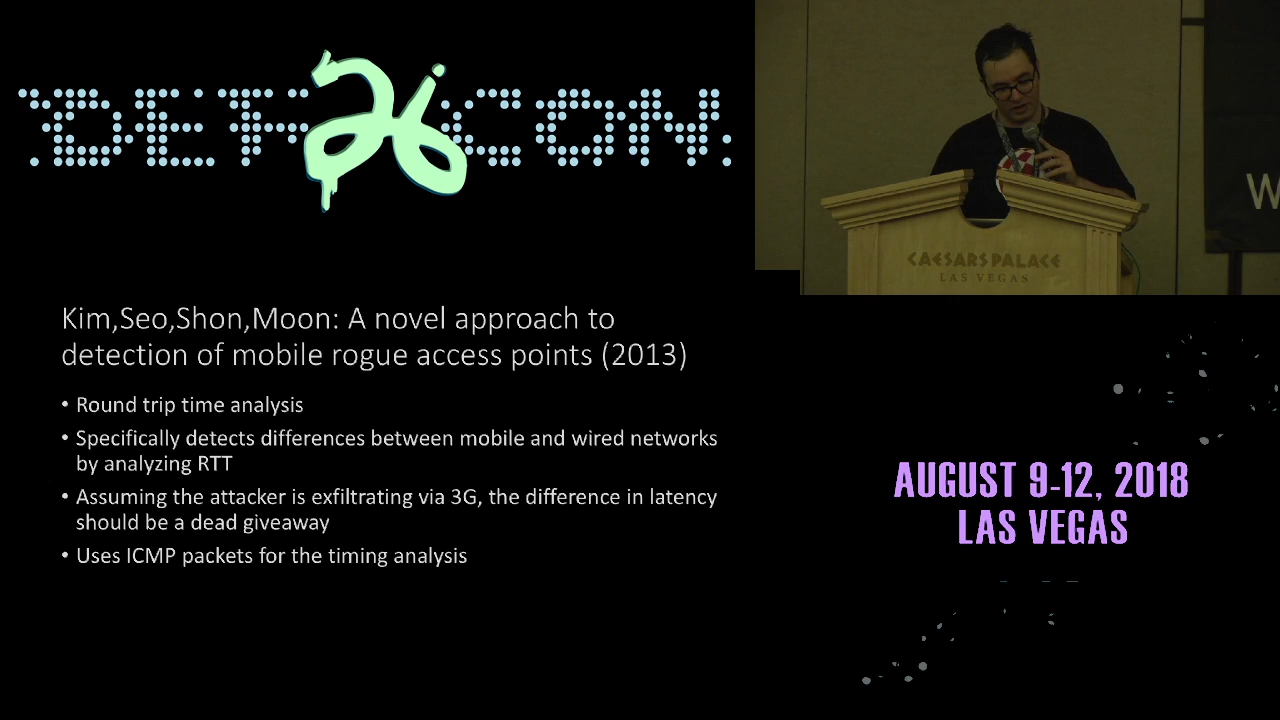 DEF CON
26
CAESARS PALACE
LAS VEGAS
W
Kim,Seo,Shon,Moon: A novel approach to
detection of mobile rogue access points (2013)
• Round trip time analysis
• Specifically detects differences between mobile and wired networks
by analyzing RTT
• Assuming the attacker is exfiltrating via 3G, the difference in latency
should be a dead giveaway
• Uses ICMP packets for the timing analysis
AUGUST 9-12, 2018
LAS VEGAS